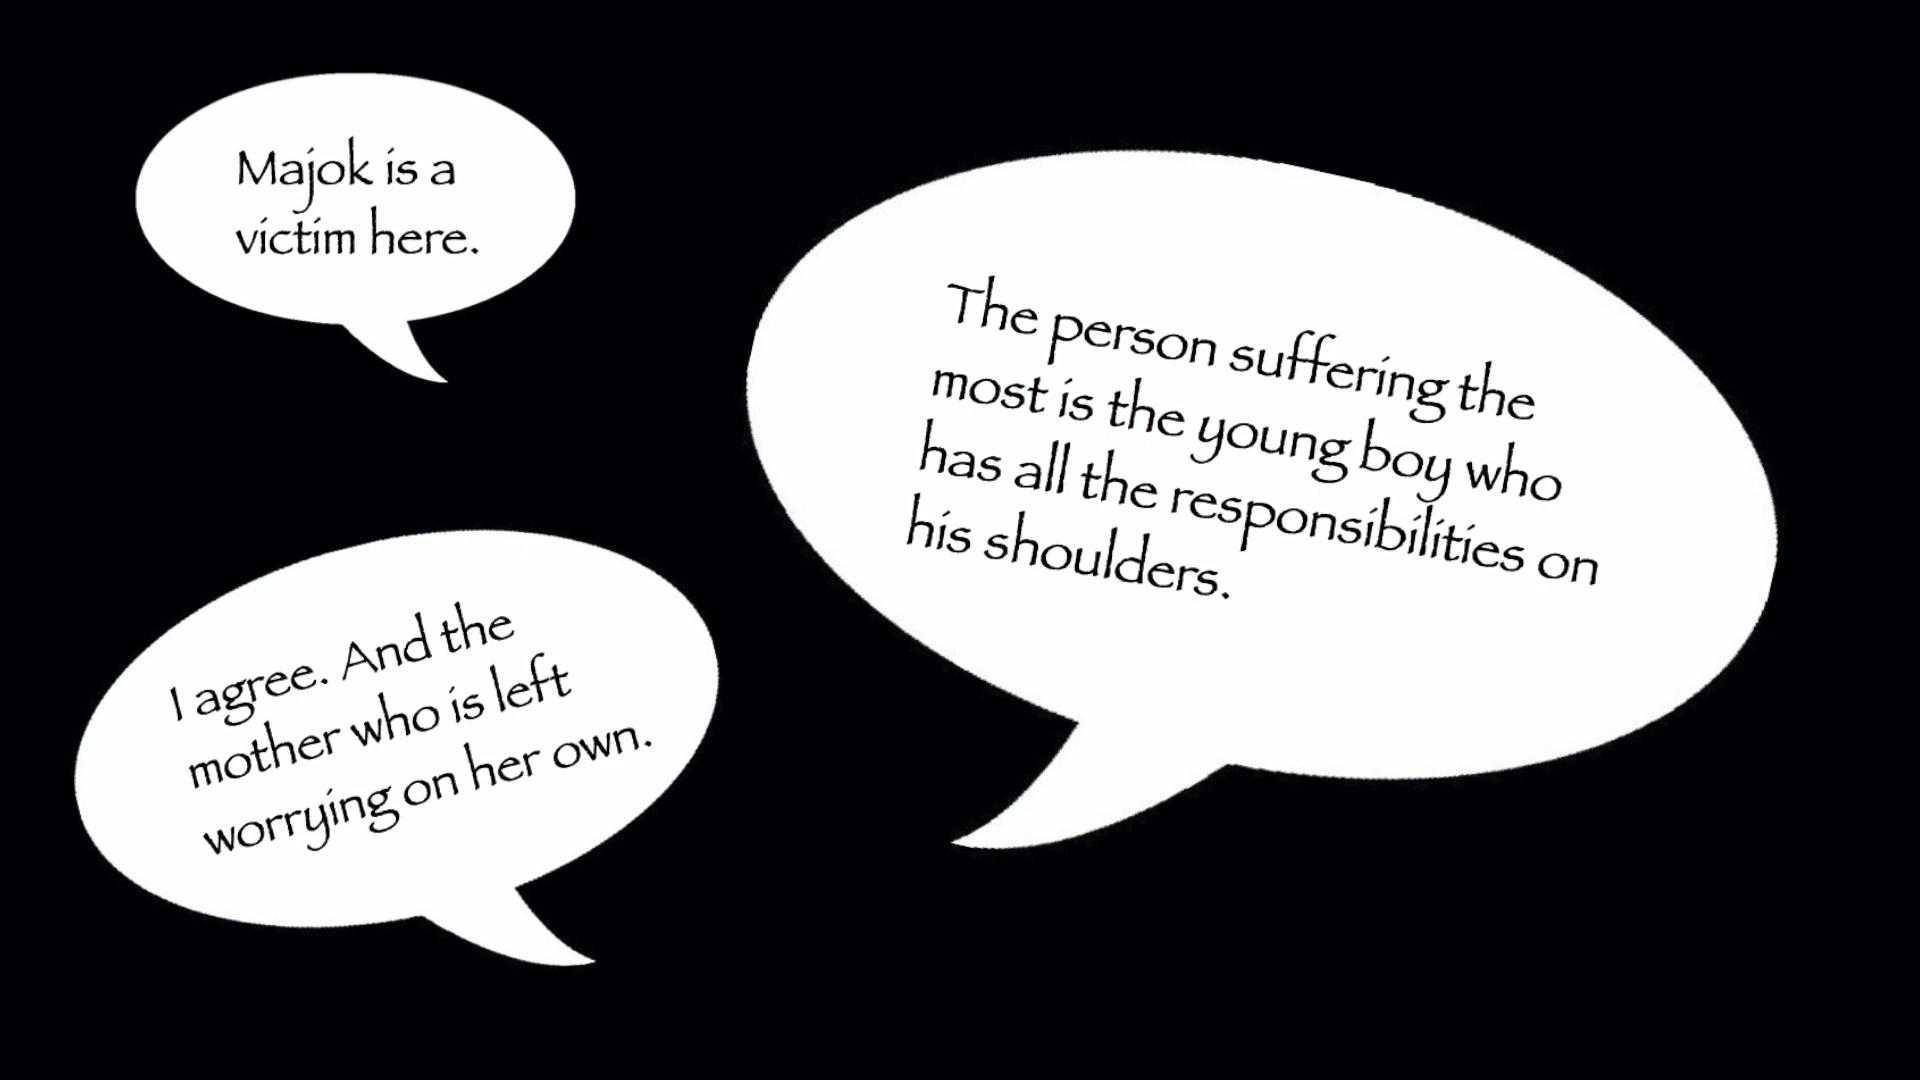 Majok is a
victim here.
I agree. And the
mother who is left
worrying on her own.
The person suffering the
most is the young boy who
has all the responsibilities on
his shoulders.